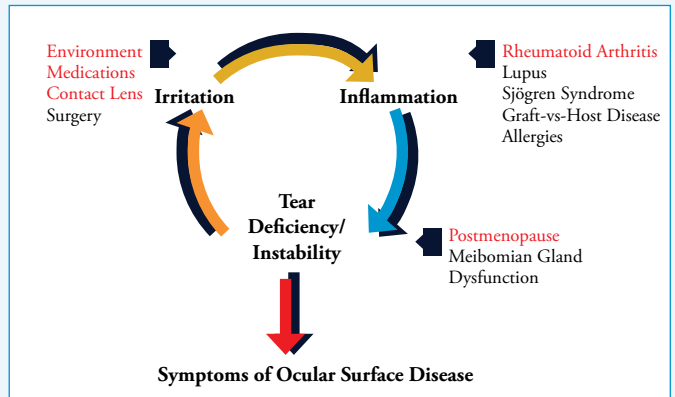 Environment
Medications
Contact Lens
Surgery
Irritation
Inflammation
Rheumatoid Arthritis
Lupus
Sjögren Syndrome
Graft-vs-Host Disease
Allergies
Tear
Deficiency/
Instability
Postmenopause
Meibomian Gland
Dysfunction
Symptoms of Ocular Surface Disease